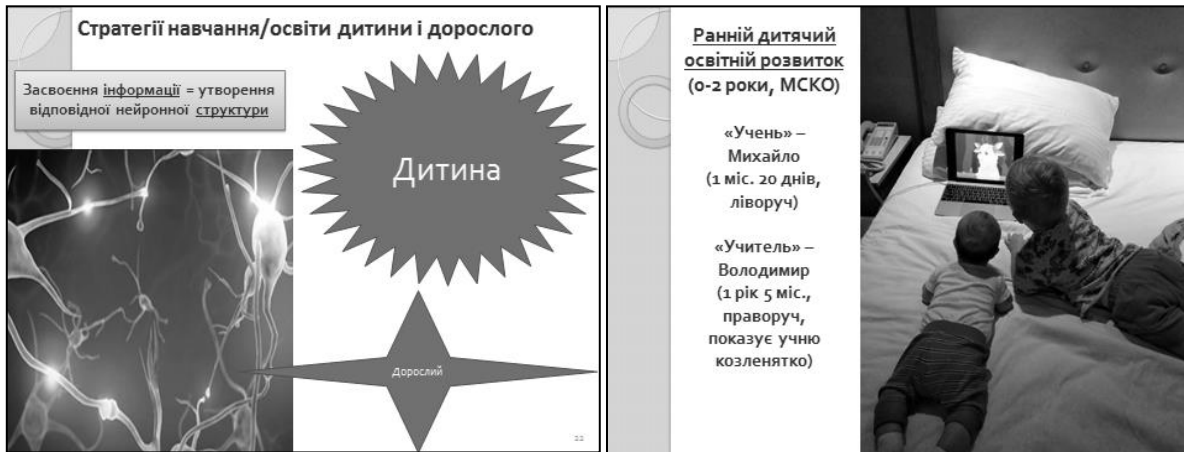 Стратегії навчання/освіти дитини і дорослого
Засвоєння інформації = утворення
відповідної нейронної структури
Дитина
Дорослий
22
Ранній дитячий
освітній розвиток
(0-2 роки, МСКО)
«Учень» –
Михайло
(1 міс. 20 днів,
ліворуч)
«Учитель» –
Володимир
(1 рік 5 міс.,
праворуч,
показує учню
козленятко)